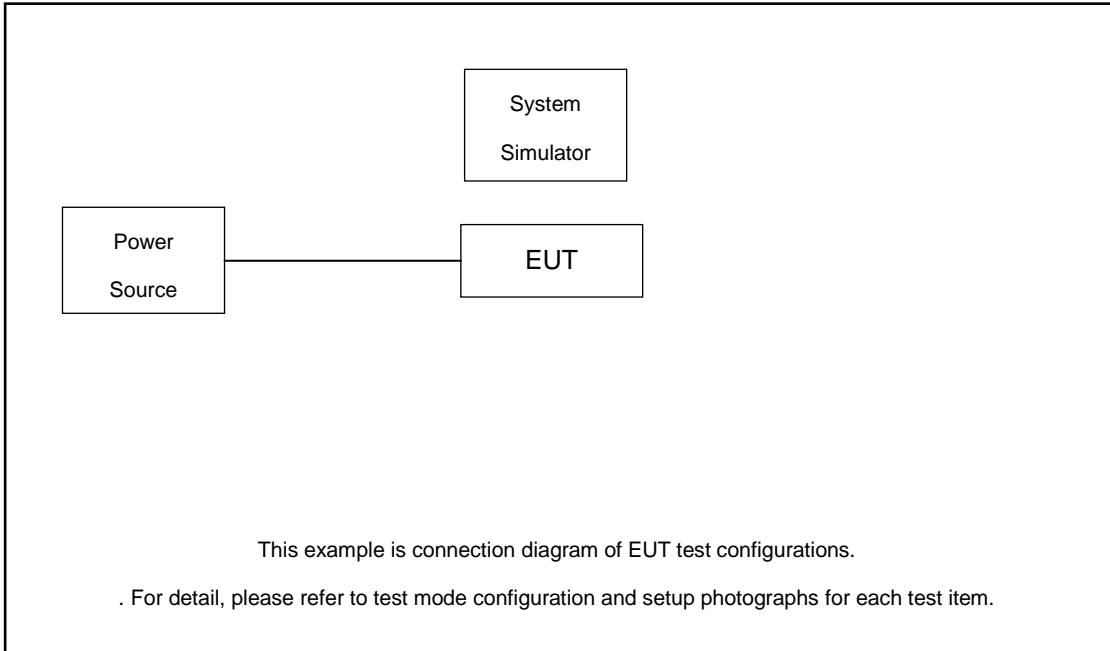 System
Simulator
Power
Source
EUT
This example is connection diagram of EUT test configurations.
. For detail, please refer to test mode configuration and setup photographs for each test item.